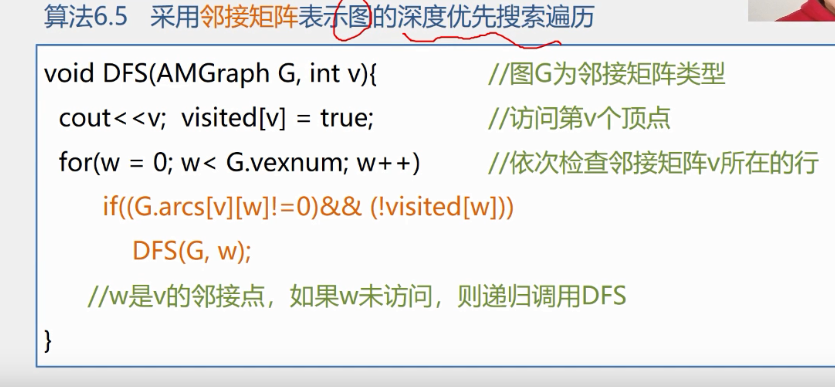 算法6.5 采用邻接矩阵表示图的深度优先搜索遍历
void DFS(AMGraph G, int v){ //图G为邻接矩阵类型
cout<<v; visited[v] = true; //访问第v个顶点
for(w = 0; w< G.vexnum; w++) //依次检查邻接矩阵v所在的行
if((G.arcs[v][w]!=0)&& (!visited[w]))
DFS(G, w);
//w是v的邻接点，如果w未访问，则递归调用DFS
}